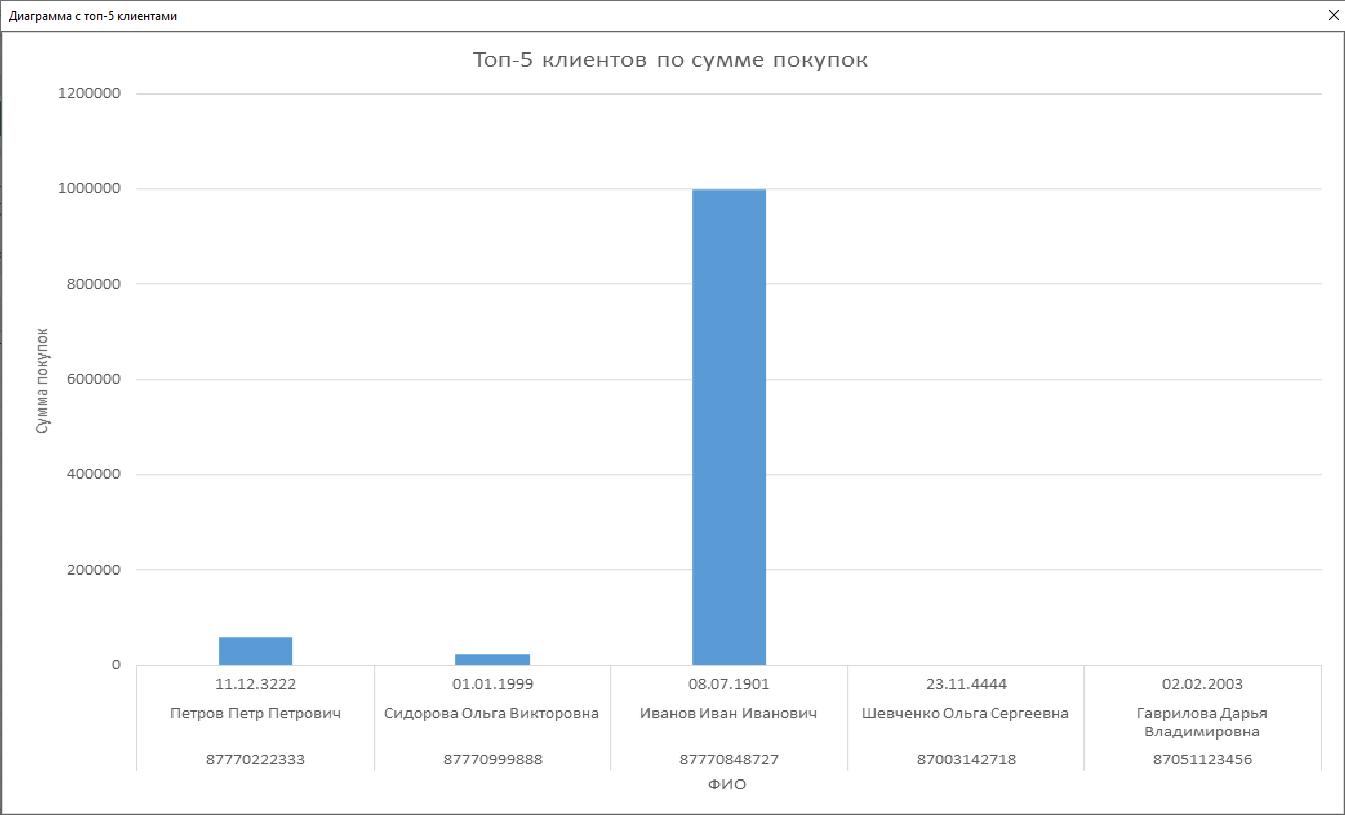 Диаграмма с топ-5 клиентами
Топ-5 клиентов по сумме покупок
1200000
1000000
800000
600000
400000
200000
0
Сумма покупок
11.12.3222
01.01.1999
08.07.1901
23.11.4444
02.02.2003
Петров Петр Петрович
Сидорова Ольга Викторовна
Иванов Иван Иванович
Шевченко Ольга Сергеевна
Гаврилова Дарья
Владимировна
87770222333
87770999888
87770848727
87003142718
87051123456
ФИО